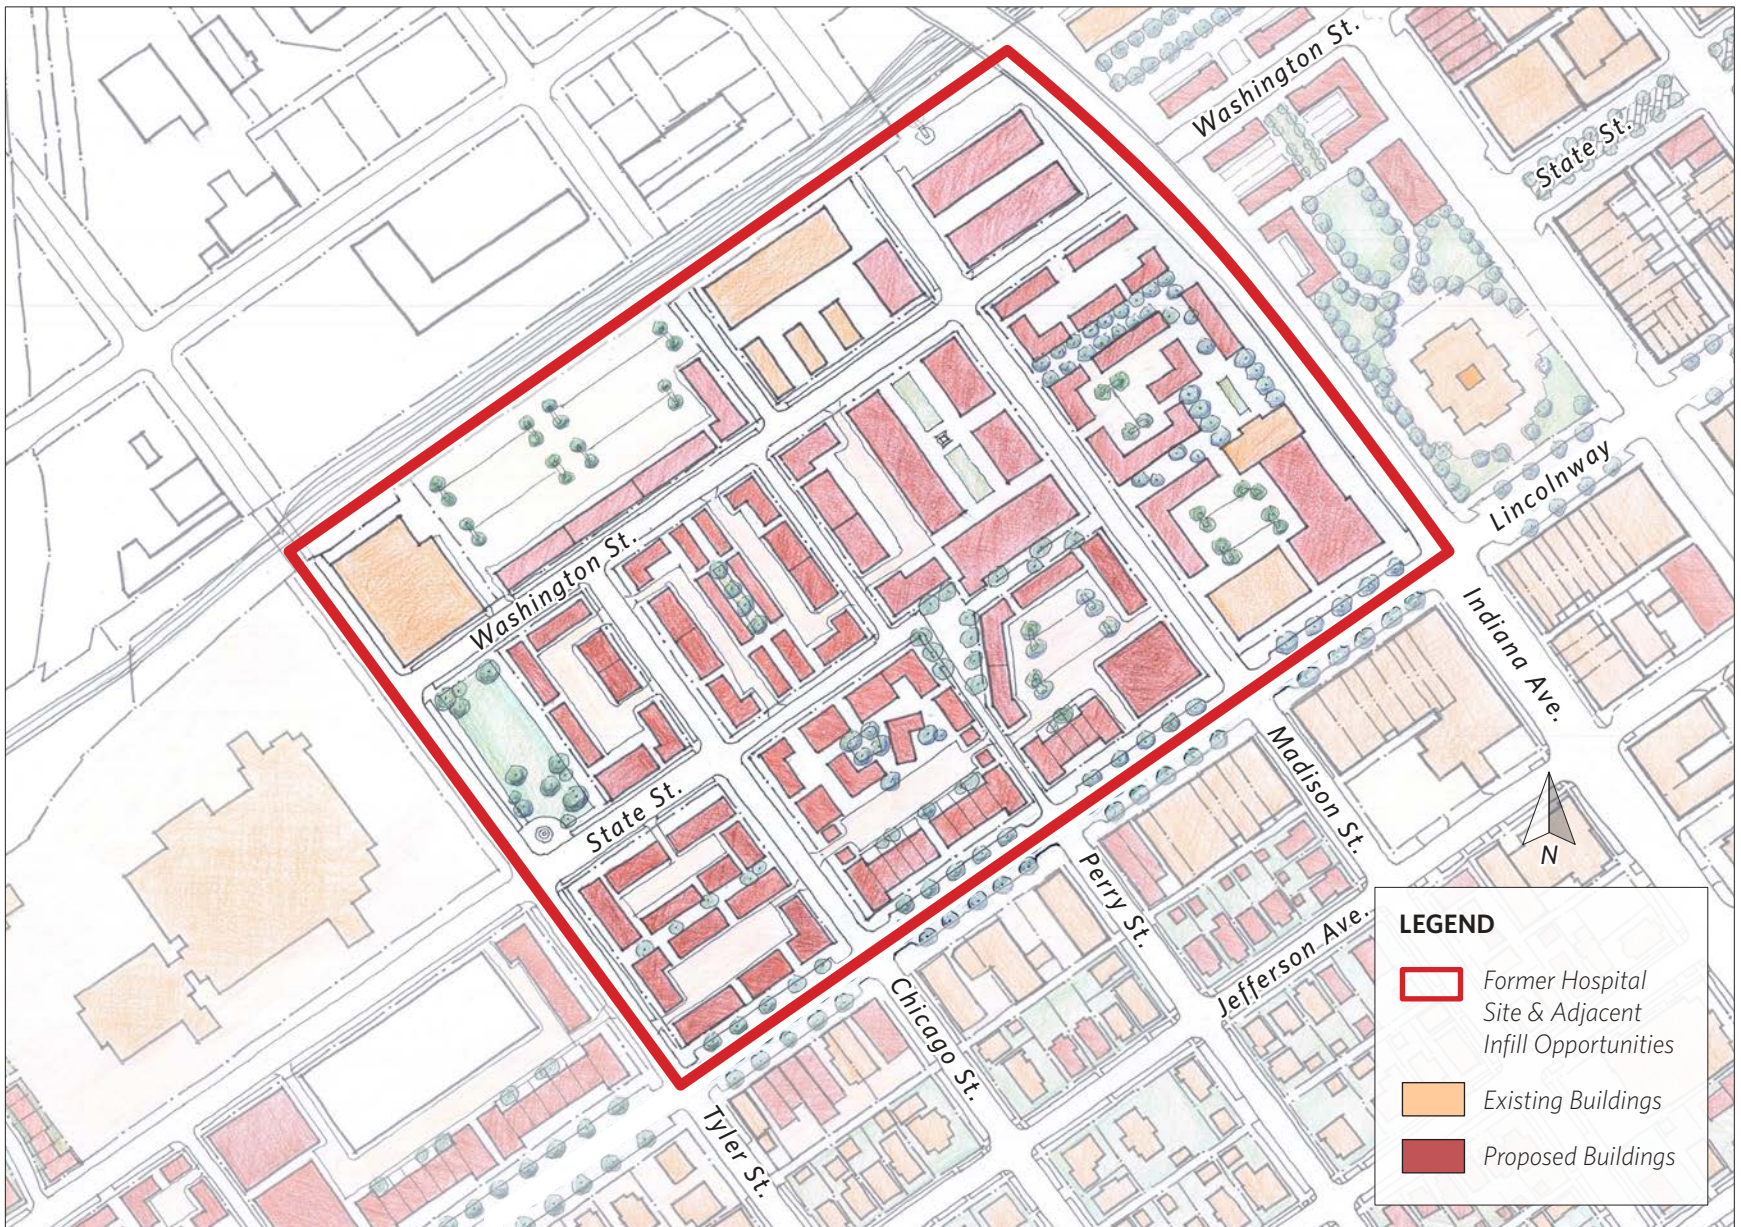 Washington St.
State St.
Lincolnway
Washington St.
Indiana Ave.
Madison St.
State St.
Perry St.
Jefferson Ave.
Chicago St.
Tyler St.
N
LEGEND
Former Hospital
Site & Adjacent
Infill Opportunities
Existing Buildings
Proposed Buildings